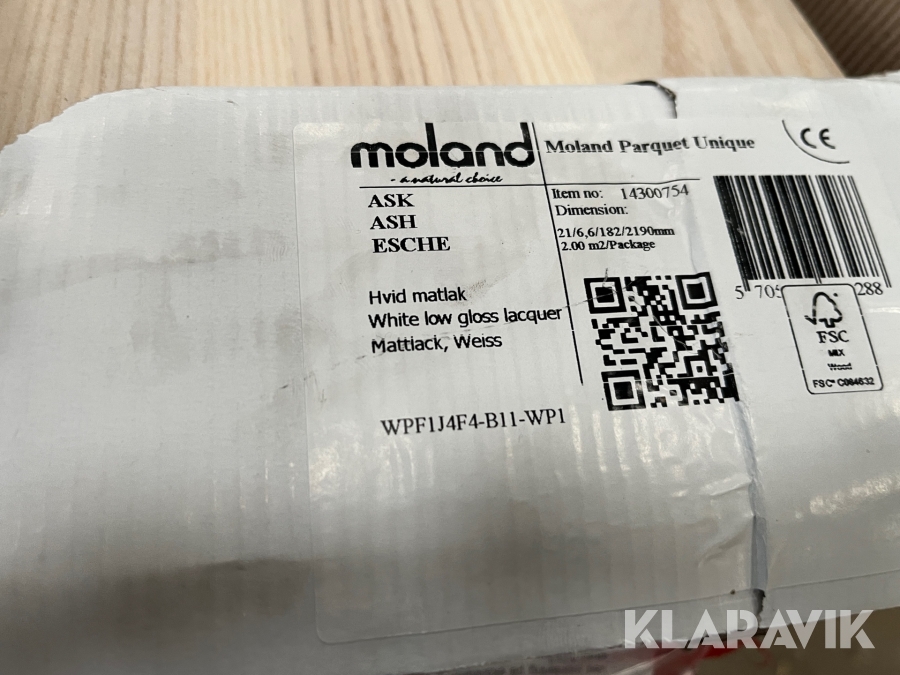 moland
- a natural choice
Moland Parquet Unique
CE
ASK
ASH
ESCHE
Item no: 14300754
Dimension:
21/6,6/182/2190mm
2.00 m2/Package
Hvid matlak
White low gloss lacquer
Mattlack, Weiss
WPF1J4F4-B11-WP1
5 705
288
FSC
MIX
Wood
FSC® C084632
KLARAVIK